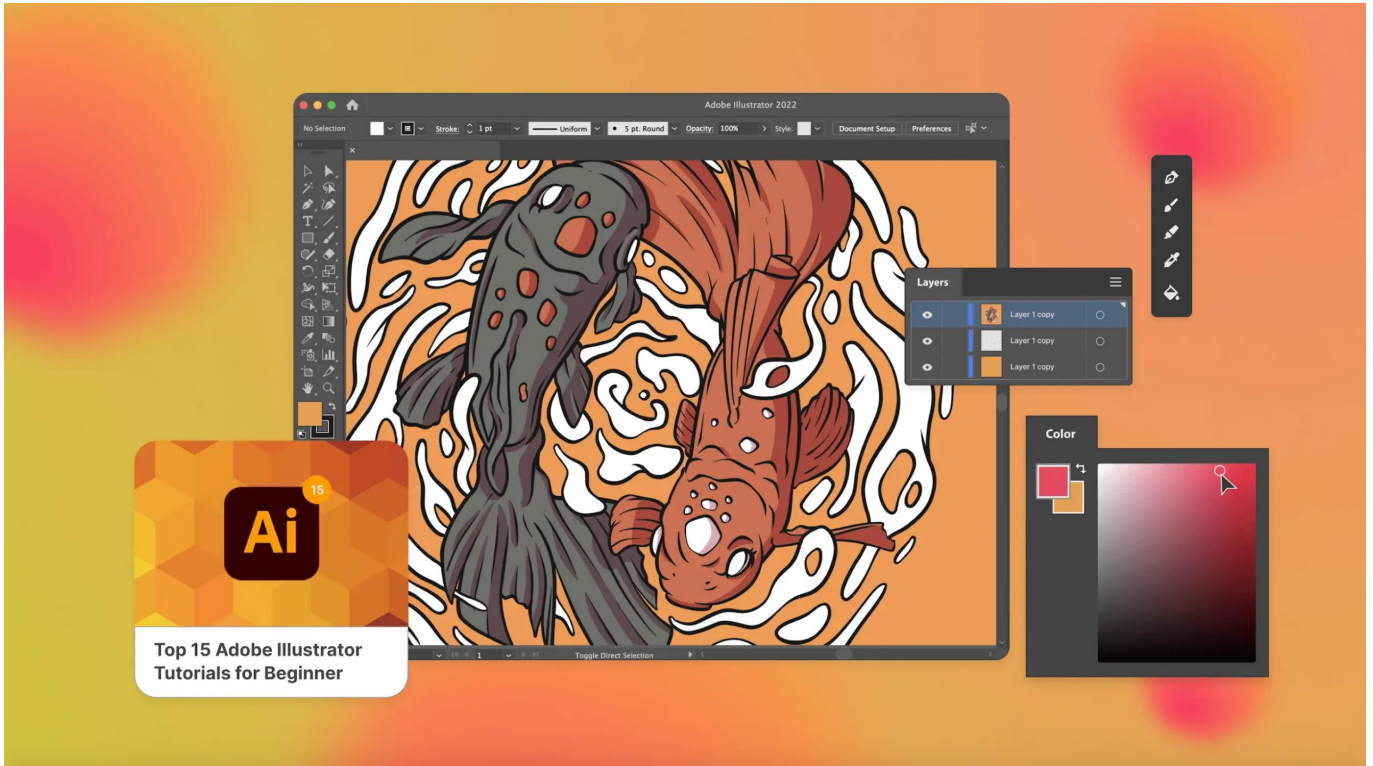 Adobe Illustrator 2022
No Selection Stroke: 1 pt Uniform 5 pt. Round Opacity: 100% Style: Document Setup Preferences
Layers
Layer 1 copy
Layer 1 copy
Layer 1 copy
Color
15
Ai
Top 15 Adobe Illustrator
Tutorials for Beginner
1 Toggle Direct Selection